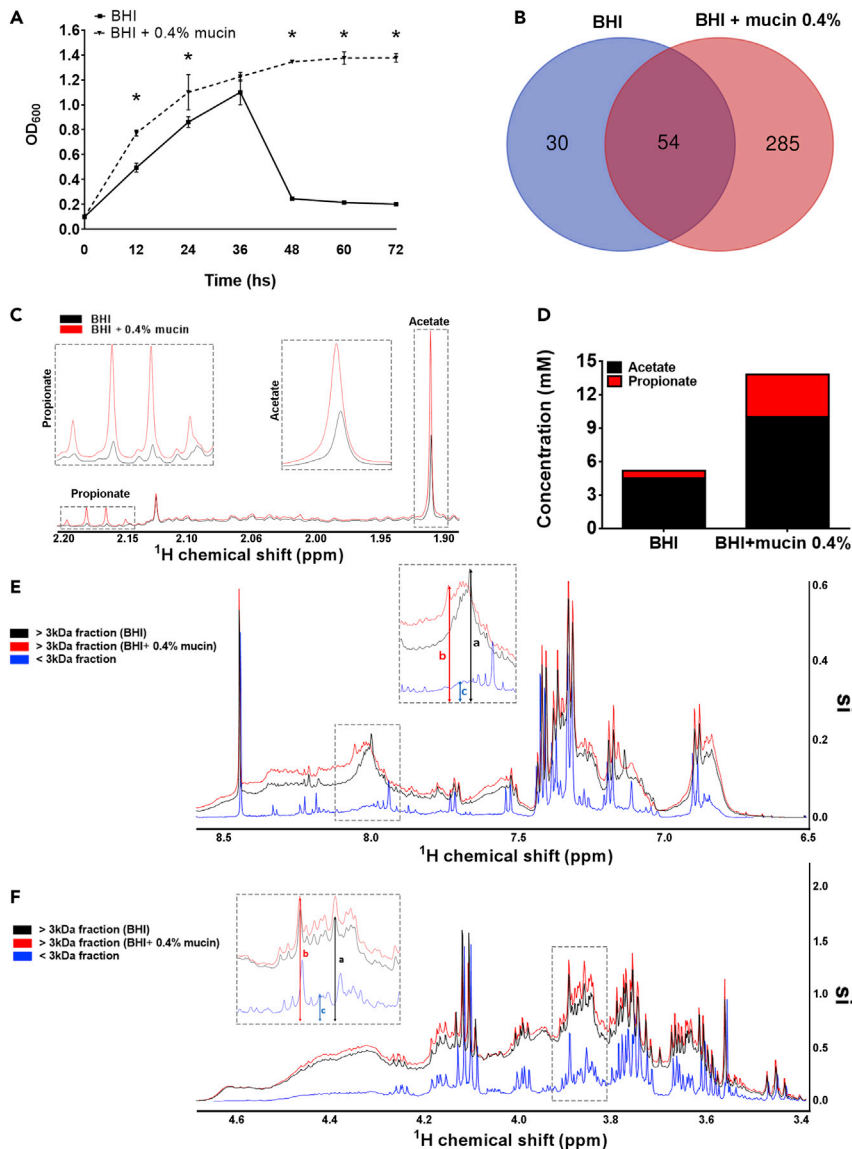 A
BHI
BHI + 0.4% mucin
1.6
1.4
1.2
1.0
0.8
0.6
0.4
0.2
0.0
OD600
* * * * *
0 12 24 36 48 60 72
Time (hs)
B
BHI
BHI + mucin 0.4%
30 54 285
C
BHI
BHI + 0.4% mucin
Propionate
Acetate
Acetate
Propionate
2.20 2.15 2.10 2.05 2.00 1.95 1.90
1H chemical shift (ppm)
D
Acetate
Propionate
15
12
9
6
3
0
Concentration (mM)
BHI BHI+mucin 0.4%
E
> 3kDa fraction (BHI)
> 3kDa fraction (BHI+ 0.4% mucin)
< 3kDa fraction
b
a
c
0.6
0.4
0.2
0.0
si
8.5 8.0 7.5 7.0 6.5
1H chemical shift (ppm)
F
> 3kDa fraction (BHI)
> 3kDa fraction (BHI+ 0.4% mucin)
< 3kDa fraction
b
a
c
2.0
1.5
1.0
0.5
0.0
si
4.6 4.4 4.2 4.0 3.8 3.6 3.4
1H chemical shift (ppm)